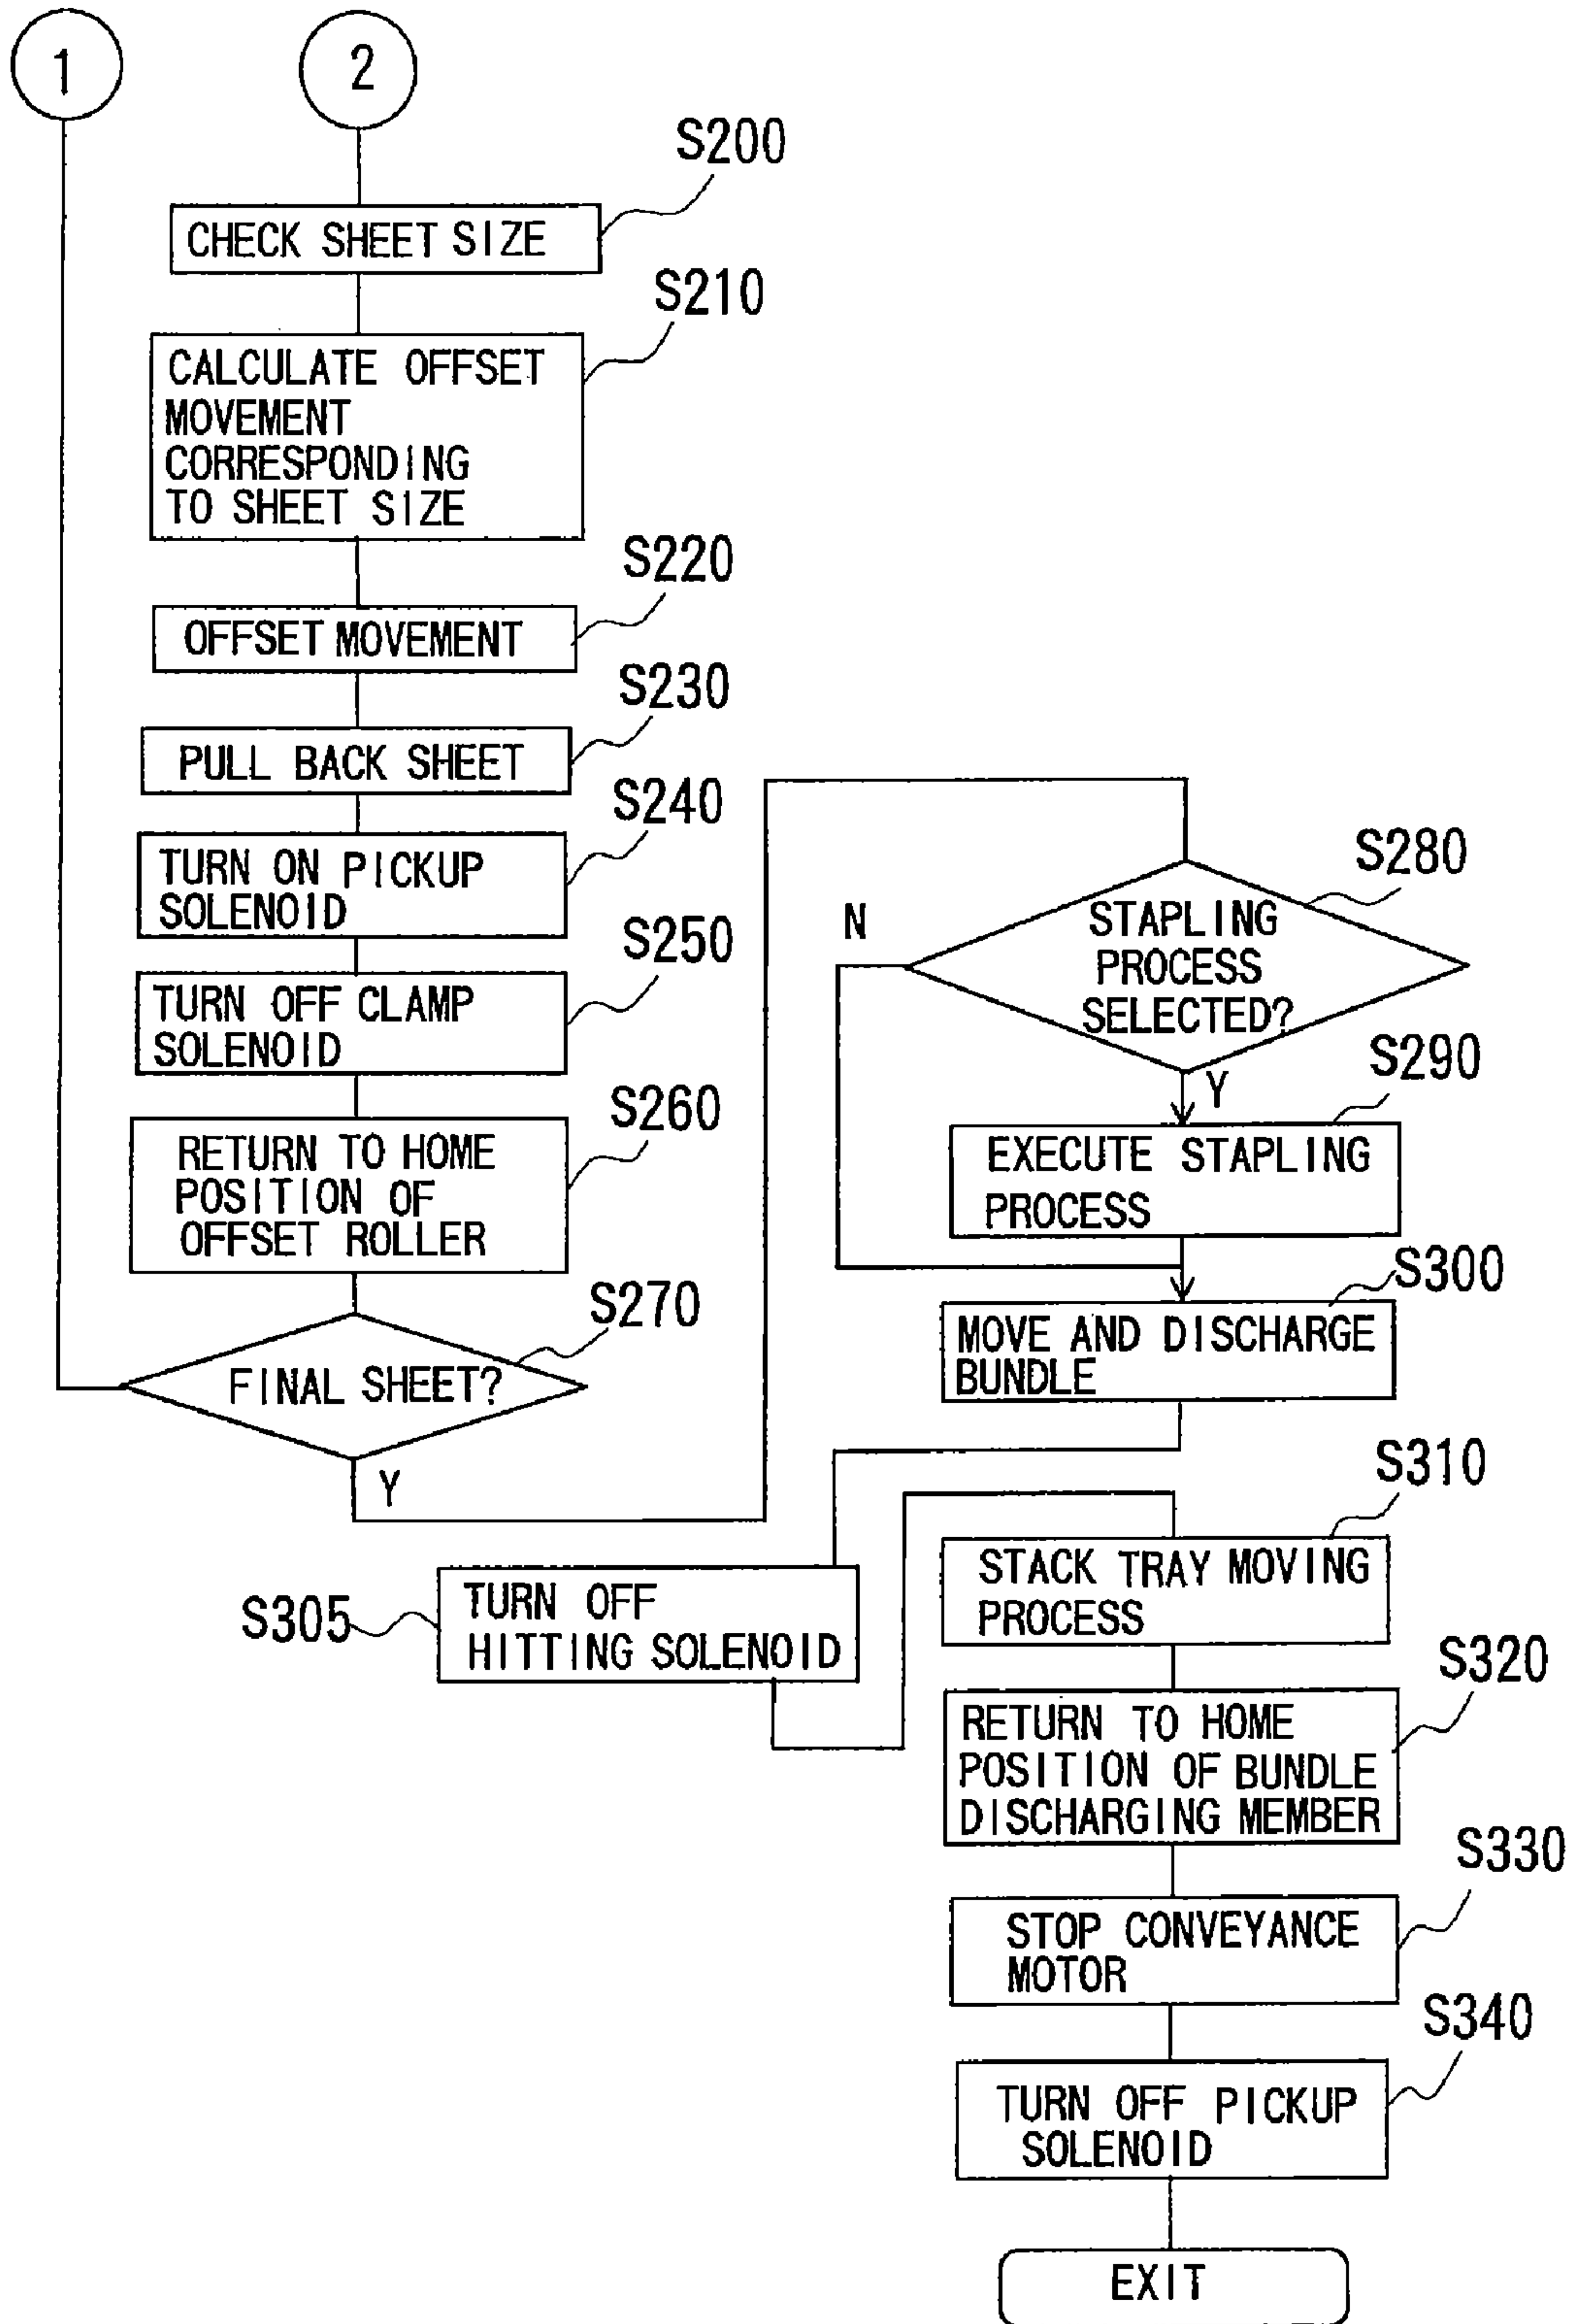 1
2
S200
CHECK SHEET SIZE
S210
CALCULATE OFFSET
MOVEMENT
CORRESPONDING
TO SHEET SIZE
S220
OFFSET MOVEMENT
S230
PULL BACK SHEET
S240
TURN ON PICKUP
SOLENOID
S250
TURN OFF CLAMP
SOLENOID
S260
RETURN TO HOME
POSITION OF
OFFSET ROLLER
S270
FINAL SHEET?
Y
S280
STAPLING
PROCESS
SELECTED?
N
Y
S290
EXECUTE STAPLING
PROCESS
S300
MOVE AND DISCHARGE
BUNDLE
S305
TURN OFF
HITTING SOLENOID
S310
STACK TRAY MOVING
PROCESS
S320
RETURN TO HOME
POSITION OF BUNDLE
DISCHARGING MEMBER
S330
STOP CONVEYANCE
MOTOR
S340
TURN OFF PICKUP
SOLENOID
EXIT